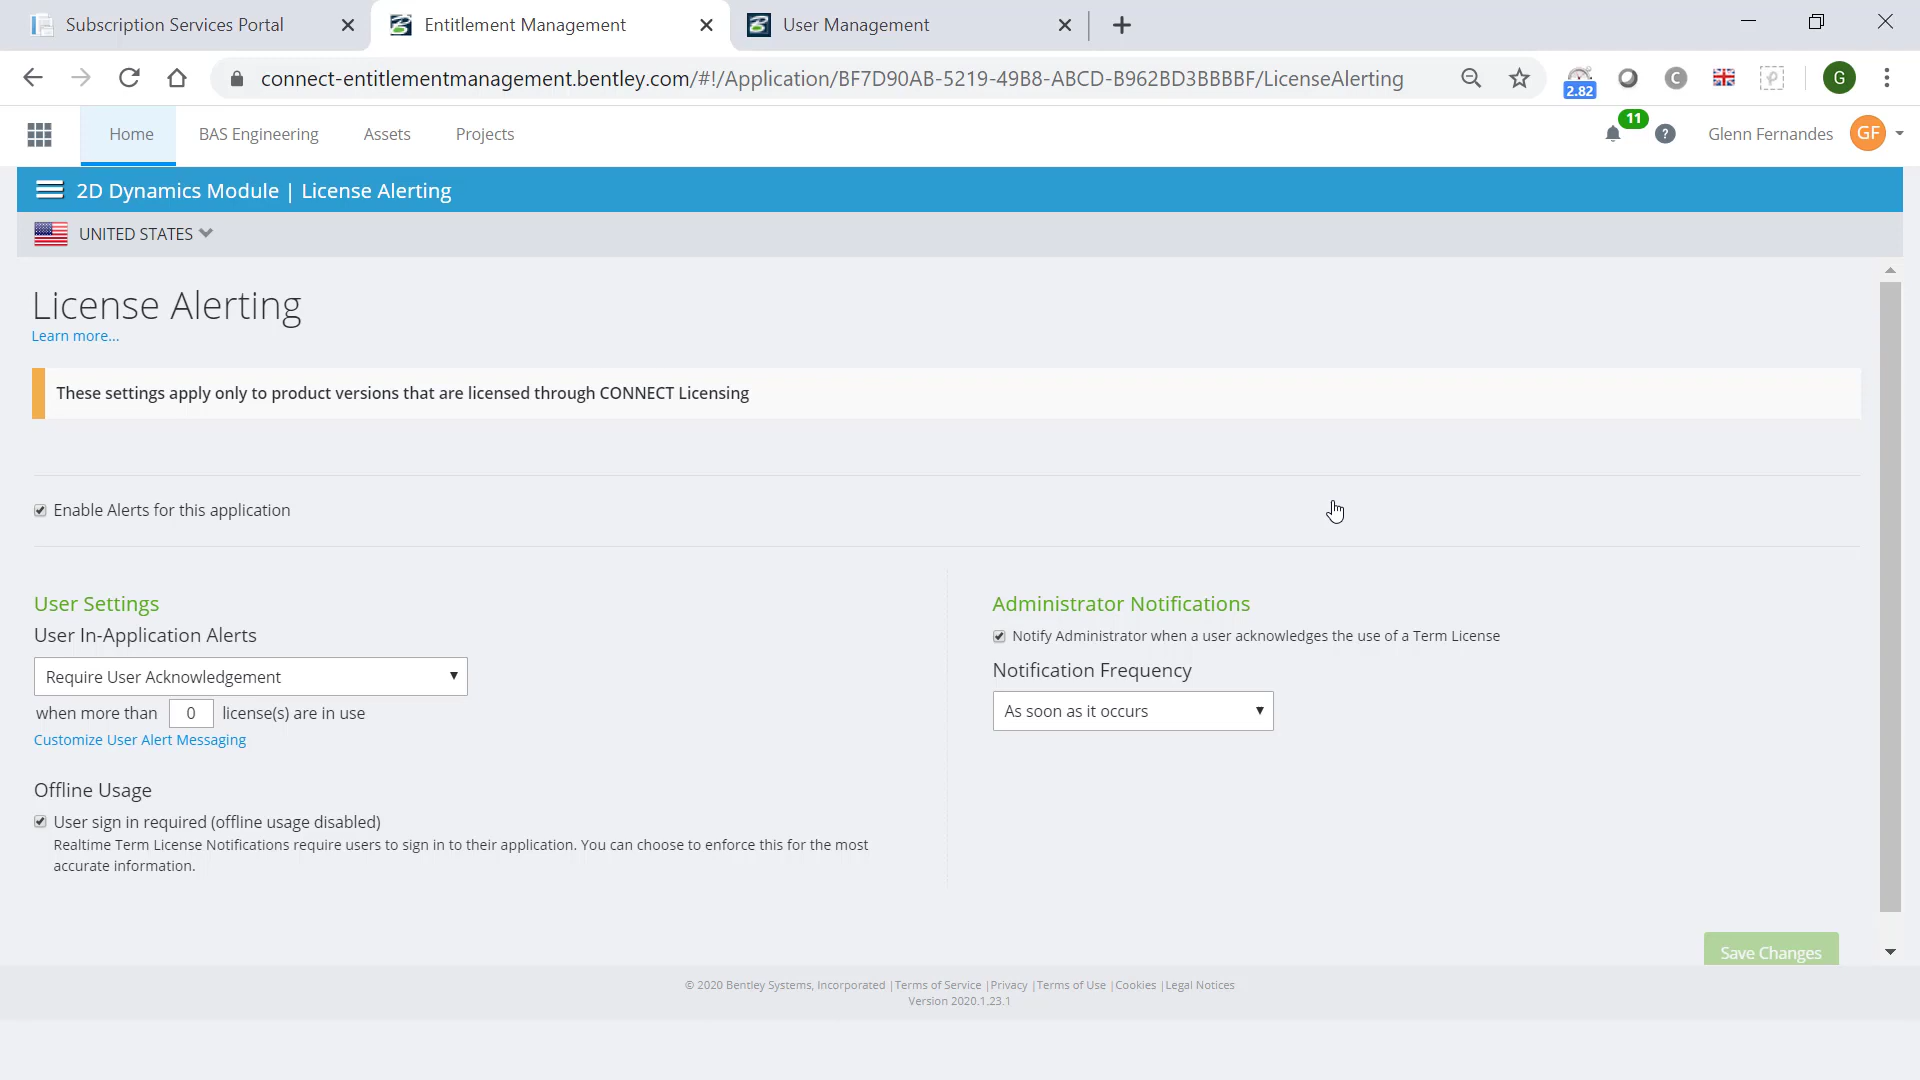 Subscription Services Portal
Entitlement Management
User Management
connect-entitlementmanagement.bentley.com/#!/Application/BF7D90AB-5219-49B8-ABCD-B962BD3BBBBF/LicenseAlerting
2.82
C
G
Home
BAS Engineering
Assets
Projects
11
?
Glenn Fernandes
GF
2D Dynamics Module | License Alerting
UNITED STATES
License Alerting
Learn more...
These settings apply only to product versions that are licensed through CONNECT Licensing
Enable Alerts for this application
User Settings
User In-Application Alerts
Require User Acknowledgement
when more than 0 license(s) are in use
Customize User Alert Messaging
Offline Usage
User sign in required (offline usage disabled)
Realtime Term License Notifications require users to sign in to their application. You can choose to enforce this for the most
accurate information.
Administrator Notifications
Notify Administrator when a user acknowledges the use of a Term License
Notification Frequency
As soon as it occurs
Save Changes
© 2020 Bentley Systems, Incorporated |Terms of Service |Privacy |Terms of Use |Cookies |Legal Notices
Version 2020.1.23.1